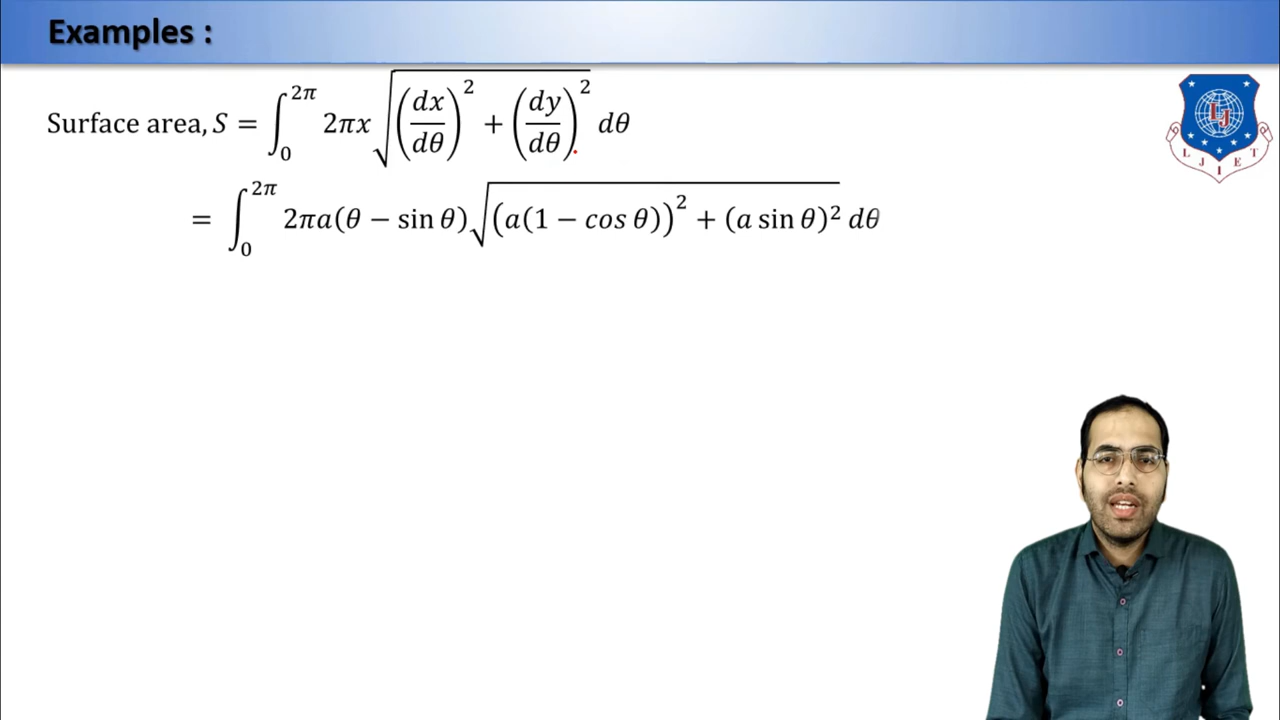 Examples :
Surface area, S = ∫₀^{2π} 2πx √((dx/dθ)² + (dy/dθ)²) dθ
= ∫₀^{2π} 2πa(θ − sin θ) √((a(1 − cos θ))² + (a sin θ)²) dθ
LJ
L J I E T